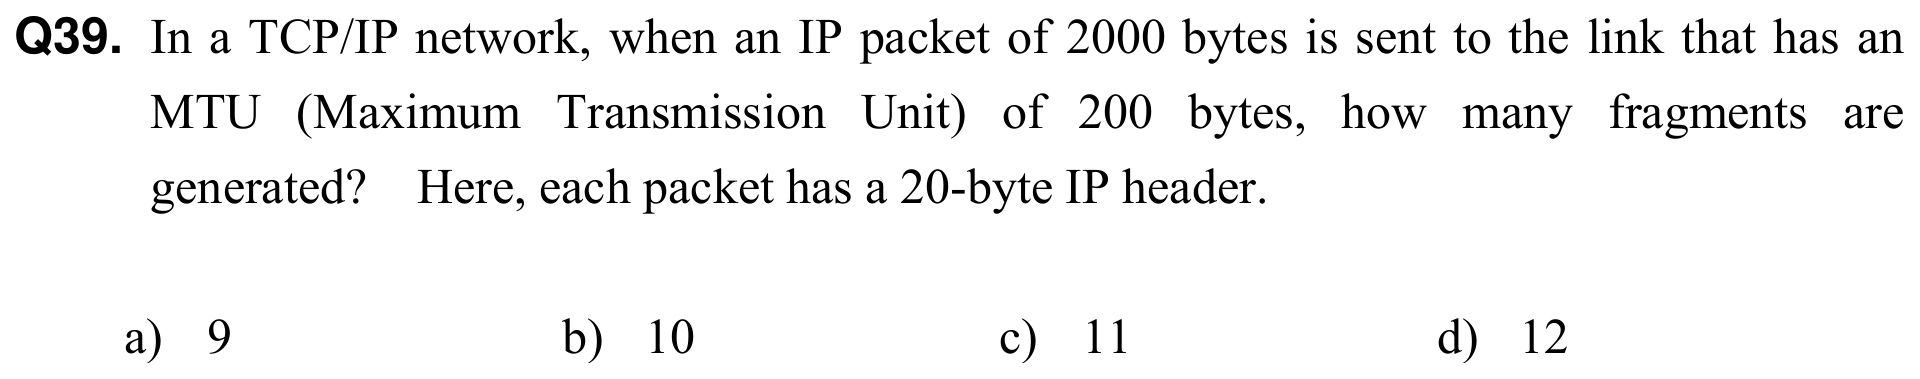 Q39. In a TCP/IP network, when an IP packet of 2000 bytes is sent to the link that has an
MTU (Maximum Transmission Unit) of 200 bytes, how many fragments are
generated? Here, each packet has a 20-byte IP header.
a) 9 b) 10 c) 11 d) 12